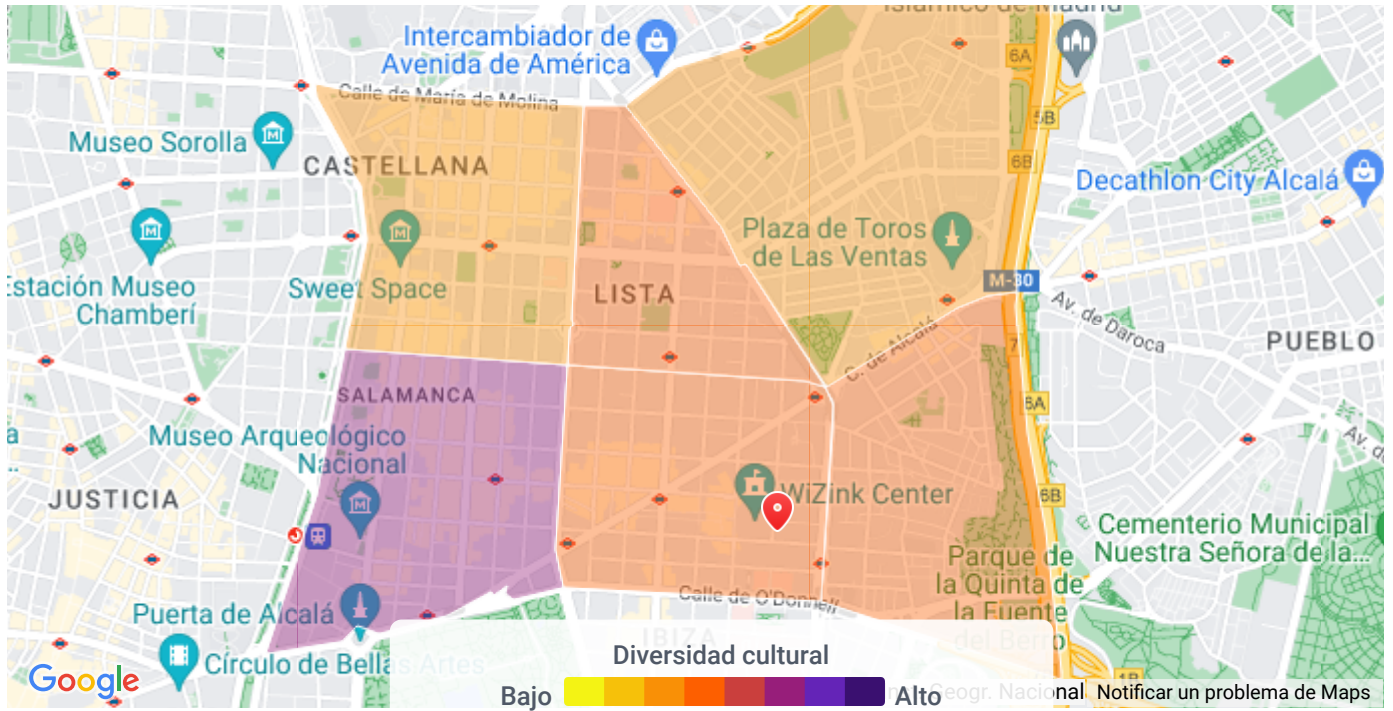 Islámico de Madrid
Intercambiador de
Avenida de América
6A
Calle de María de Molina
5B
Museo Sorolla
CASTELLANA
6B
Decathlon City Alcalá
Plaza de Toros
de Las Ventas
Estación Museo
Chamberí
Sweet Space
LISTA
M-30
Av. de Daroca
C. de Alcalá
7
PUEBLO
SALAMANCA
6A
Museo Arqueológico
Nacional
Av. d
JUSTICIA
WiZink Center
6B
Cementerio Municipal
Nuestra Señora de la...
Parque de
la Quinta de
la Fuente
del Berro
Calle de O'Donnell
Puerta de Alcalá
IBIZA
Círculo de Bellas Artes
Google
Diversidad cultural
Bajo
Alto
1B
Geogr. Nacional
Notificar un problema de Maps